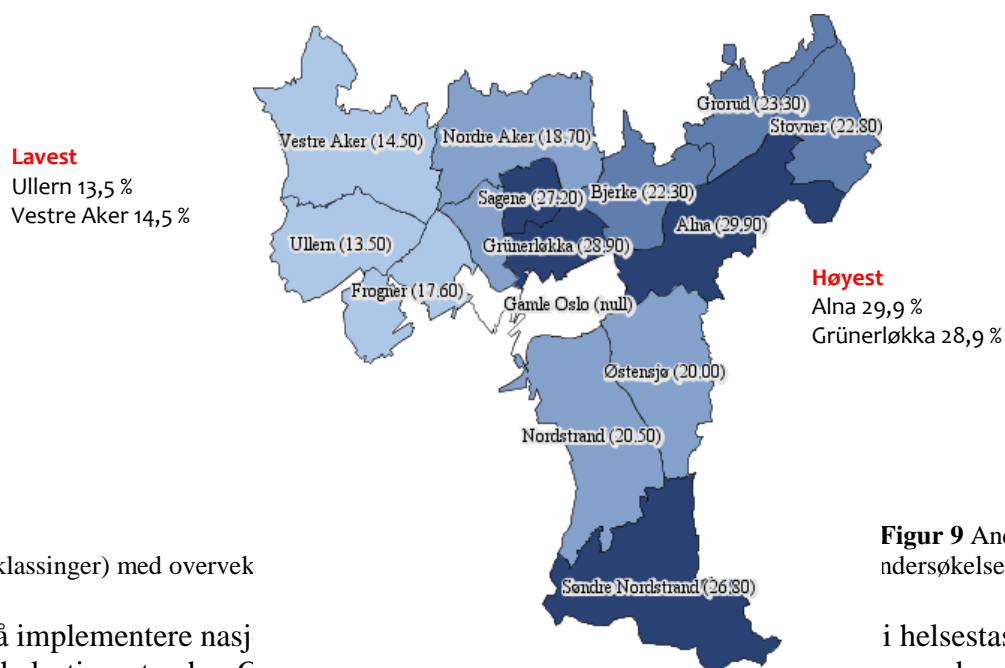 Grorud (23.30)
Stovner (22.80)
Vestre Aker (14.50)
Nordre Aker (18.70)
Lavest
Ullern 13,5 %
Vestre Aker 14,5 %
Sagene (27.20)
Bjerke (22.30)
Alna (29.90)
Ullern (13.50)
Grünerløkka (28.90)
Frogner (17.60)
Gamle Oslo (null)
Høyest
Alna 29,9 %
Grünerløkka 28,9 %
Østensjø (20.00)
Nordstrand (20.50)
Figur 9 And
klassinger) med overvek
ndersøkelse
Søndre Nordstrand (26.80)
å implementere nasj
i helsestas